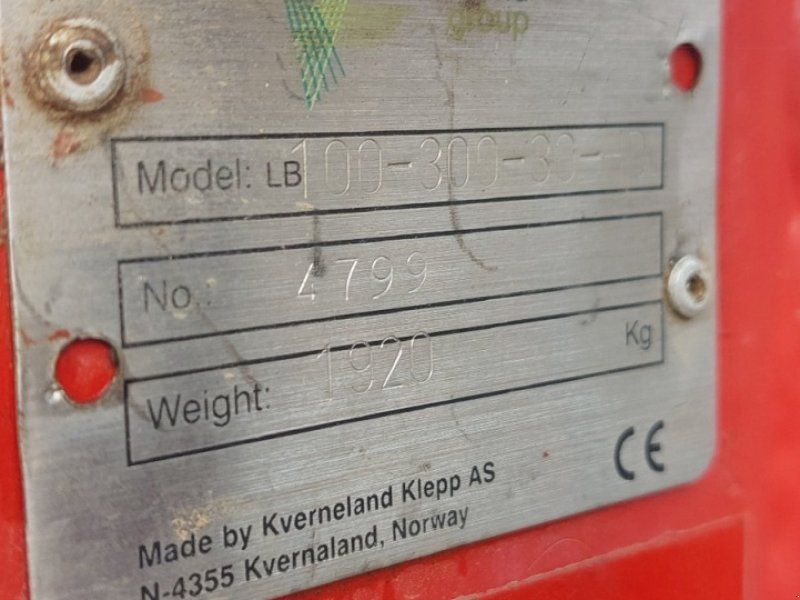 group
Model: LB 100-300-30-
No.: 4799
Weight: 1920 Kg
CE
Made by Kverneland Klepp AS
N-4355 Kvernaland, Norway